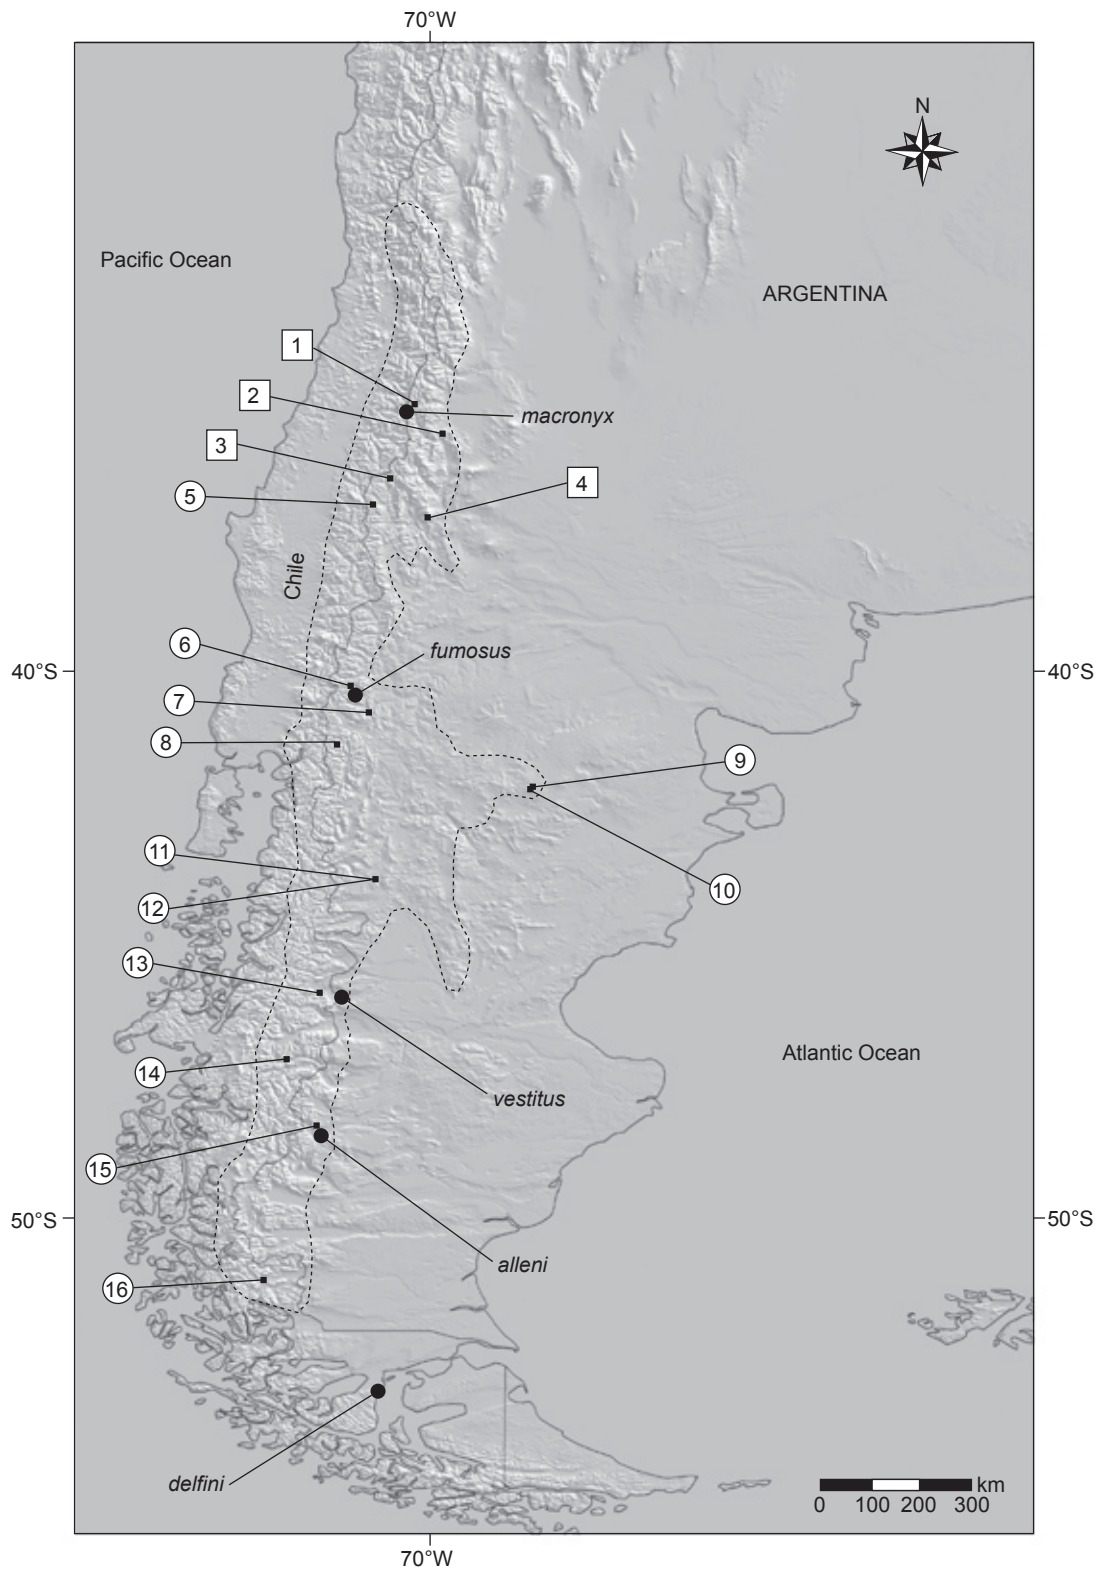 70°W
N
Pacific Ocean
ARGENTINA
1
2
macronyx
3
4
5
Chile
6
fumosus
40°S
40°S
7
8
9
11
10
12
13
Atlantic Ocean
14
vestitus
15
50°S
50°S
alleni
16
delfini
km
0 100 200 300
70°W